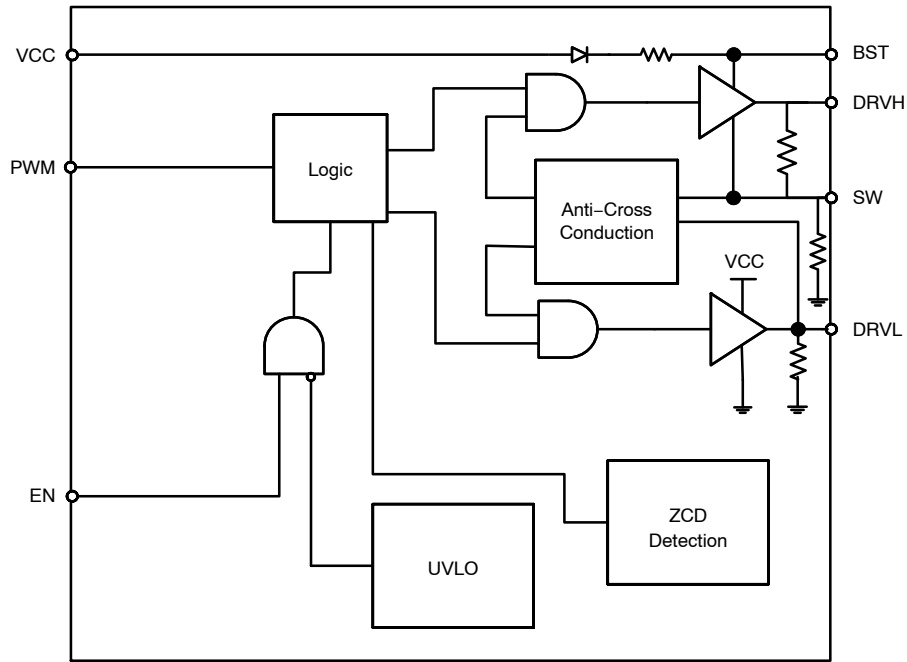 VCC
BST
DRVH
PWM
Logic
SW
Anti−Cross
Conduction
VCC
DRVL
EN
ZCD
Detection
UVLO